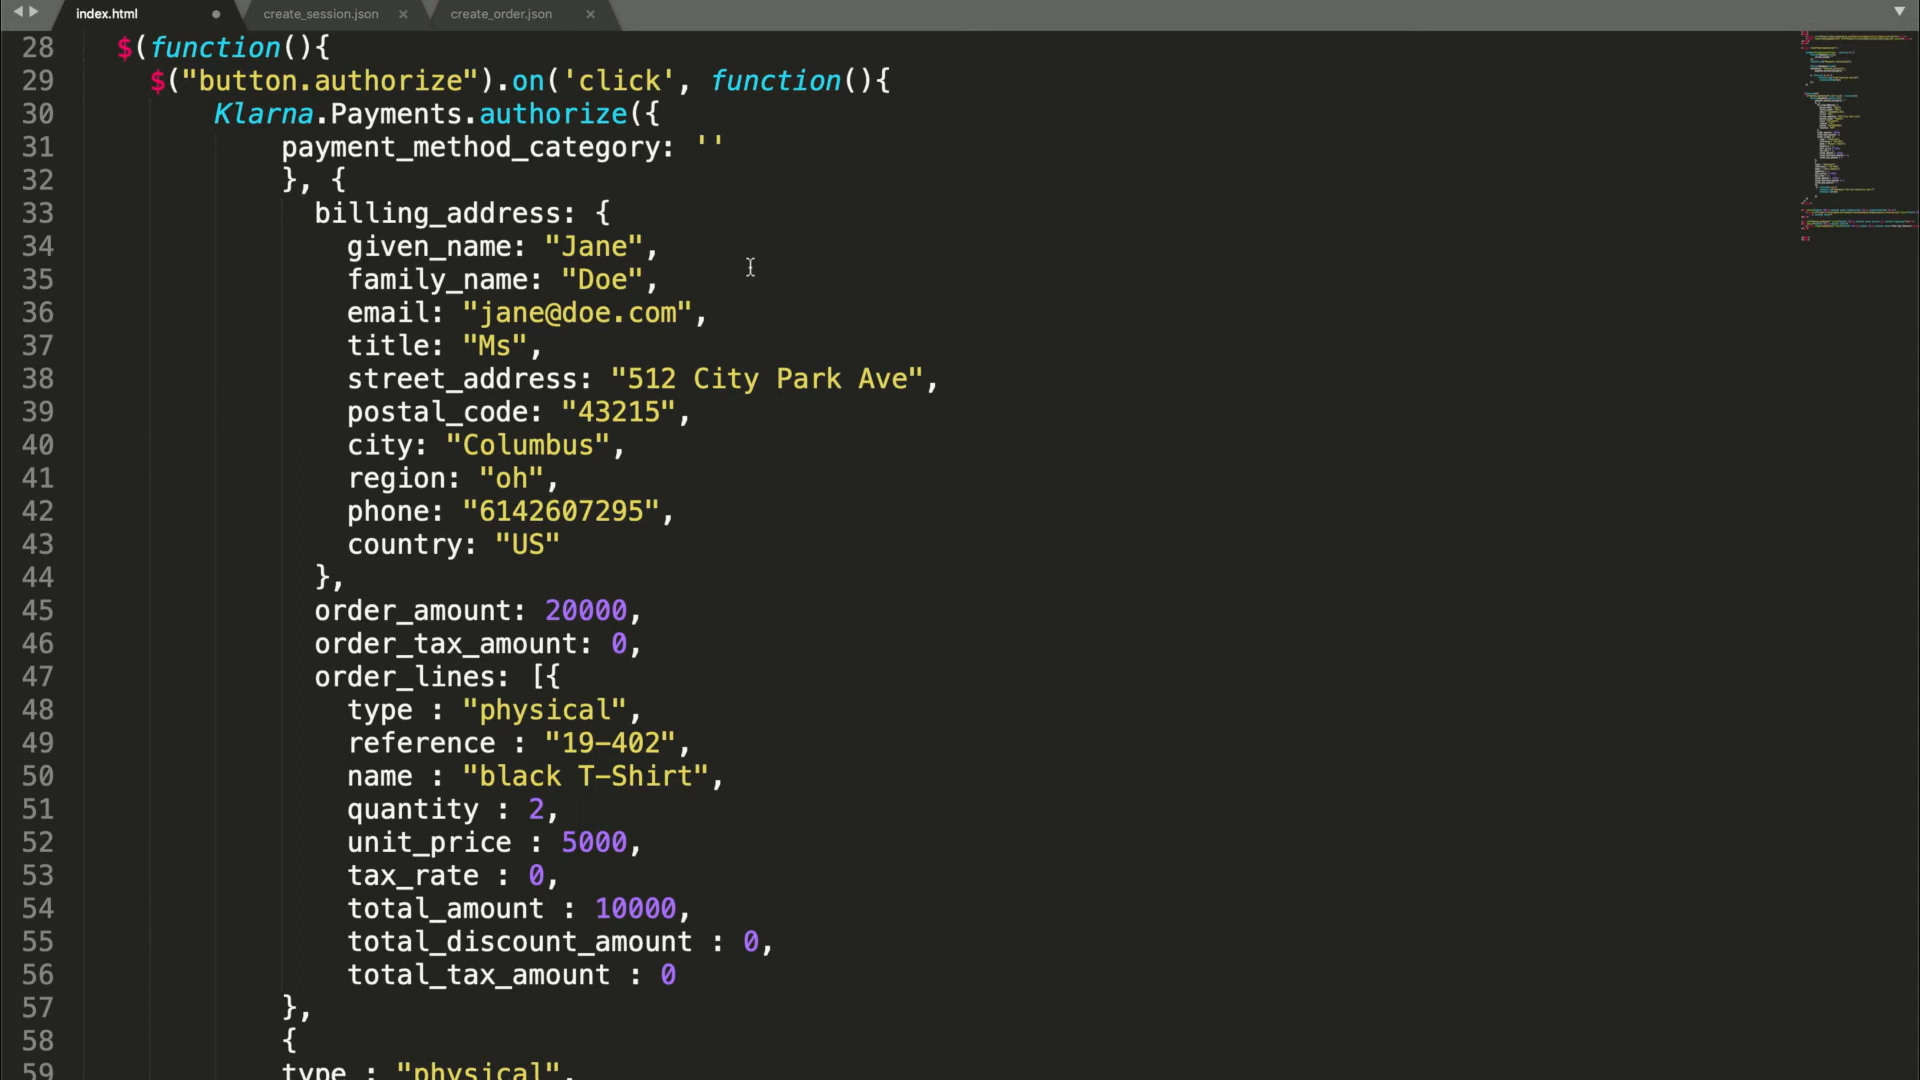 index.html create_session.json create_order.json
28 $(function(){
29 $("button.authorize").on('click', function(){
30 Klarna.Payments.authorize({
31 payment_method_category: ''
32 }, {
33 billing_address: {
34 given_name: "Jane",
35 family_name: "Doe",
36 email: "jane@doe.com",
37 title: "Ms",
38 street_address: "512 City Park Ave",
39 postal_code: "43215",
40 city: "Columbus",
41 region: "oh",
42 phone: "6142607295",
43 country: "US"
44 },
45 order_amount: 20000,
46 order_tax_amount: 0,
47 order_lines: [{
48 type : "physical",
49 reference : "19-402",
50 name : "black T-Shirt",
51 quantity : 2,
52 unit_price : 5000,
53 tax_rate : 0,
54 total_amount : 10000,
55 total_discount_amount : 0,
56 total_tax_amount : 0
57 },
58 {
59 type : "physical",